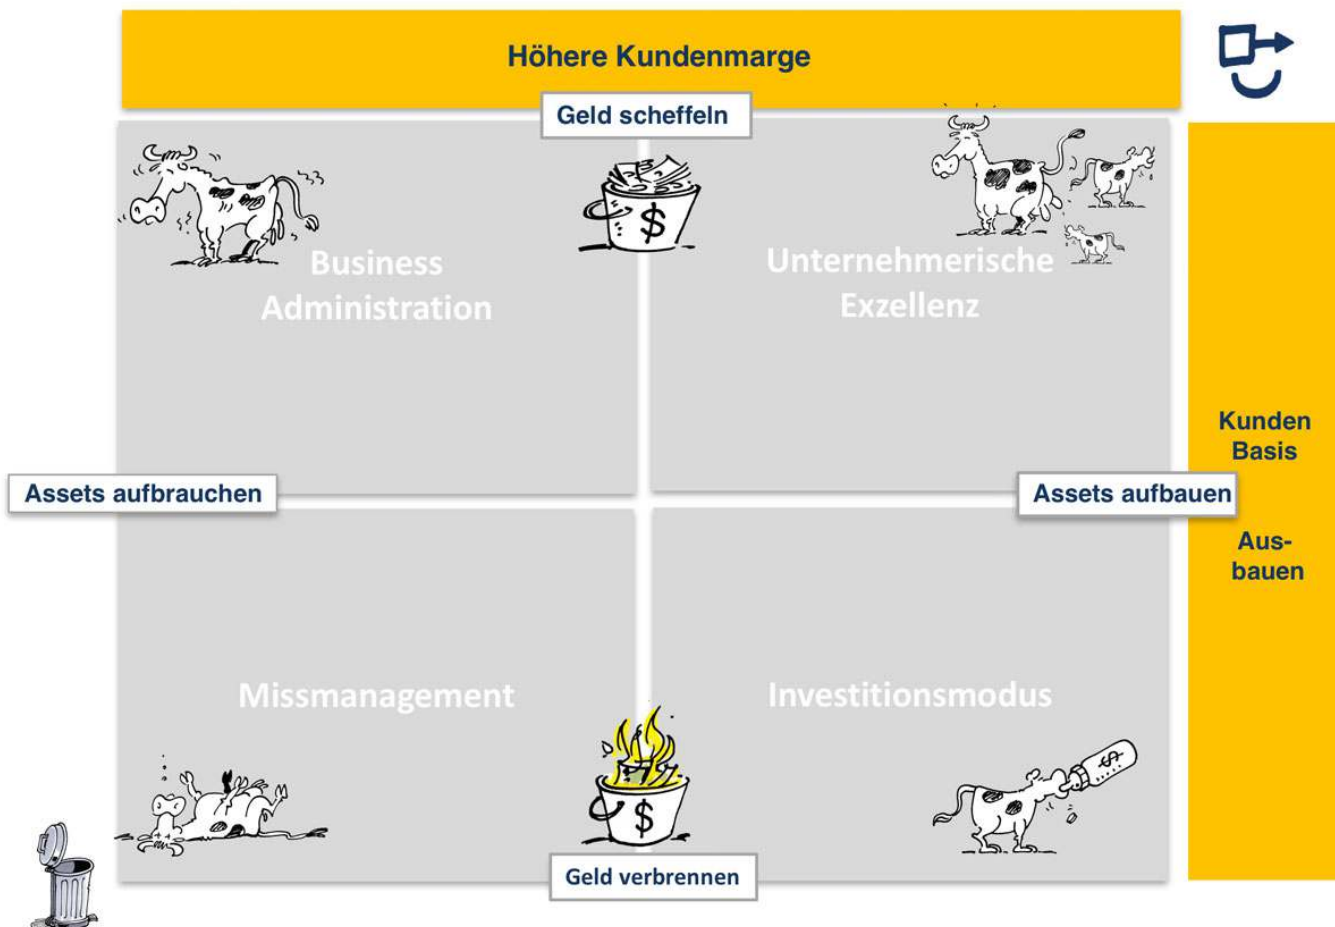 Höhere Kundenmarge
Geld scheffeln
$
Business
Administration
Unternehmerische
Exzellenz
Kunden
Basis
Assets aufbrauchen
Assets aufbauen
Aus-
bauen
Missmanagement
Investitionsmodus
$
$
Geld verbrennen